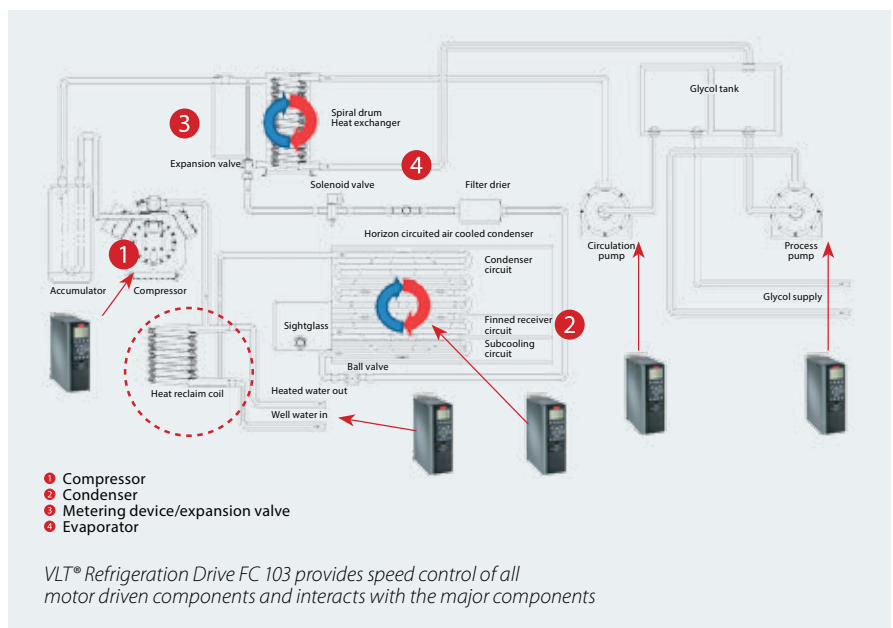 Glycol tank
3
Spiral drum
Heat exchanger
Expansion valve
4
Solenoid valve
Filter drier
Horizon circuited air cooled condenser
Circulation
pump
Process
pump
1
Condenser
circuit
Accumulator
Compressor
Glycol supply
Sightglass
Finned receiver
circuit
2
Subcooling
circuit
Ball valve
Heat reclaim coil
Heated water out
Well water in
1 Compressor
2 Condenser
3 Metering device/expansion valve
4 Evaporator
VLT® Refrigeration Drive FC 103 provides speed control of all
motor driven components and interacts with the major components